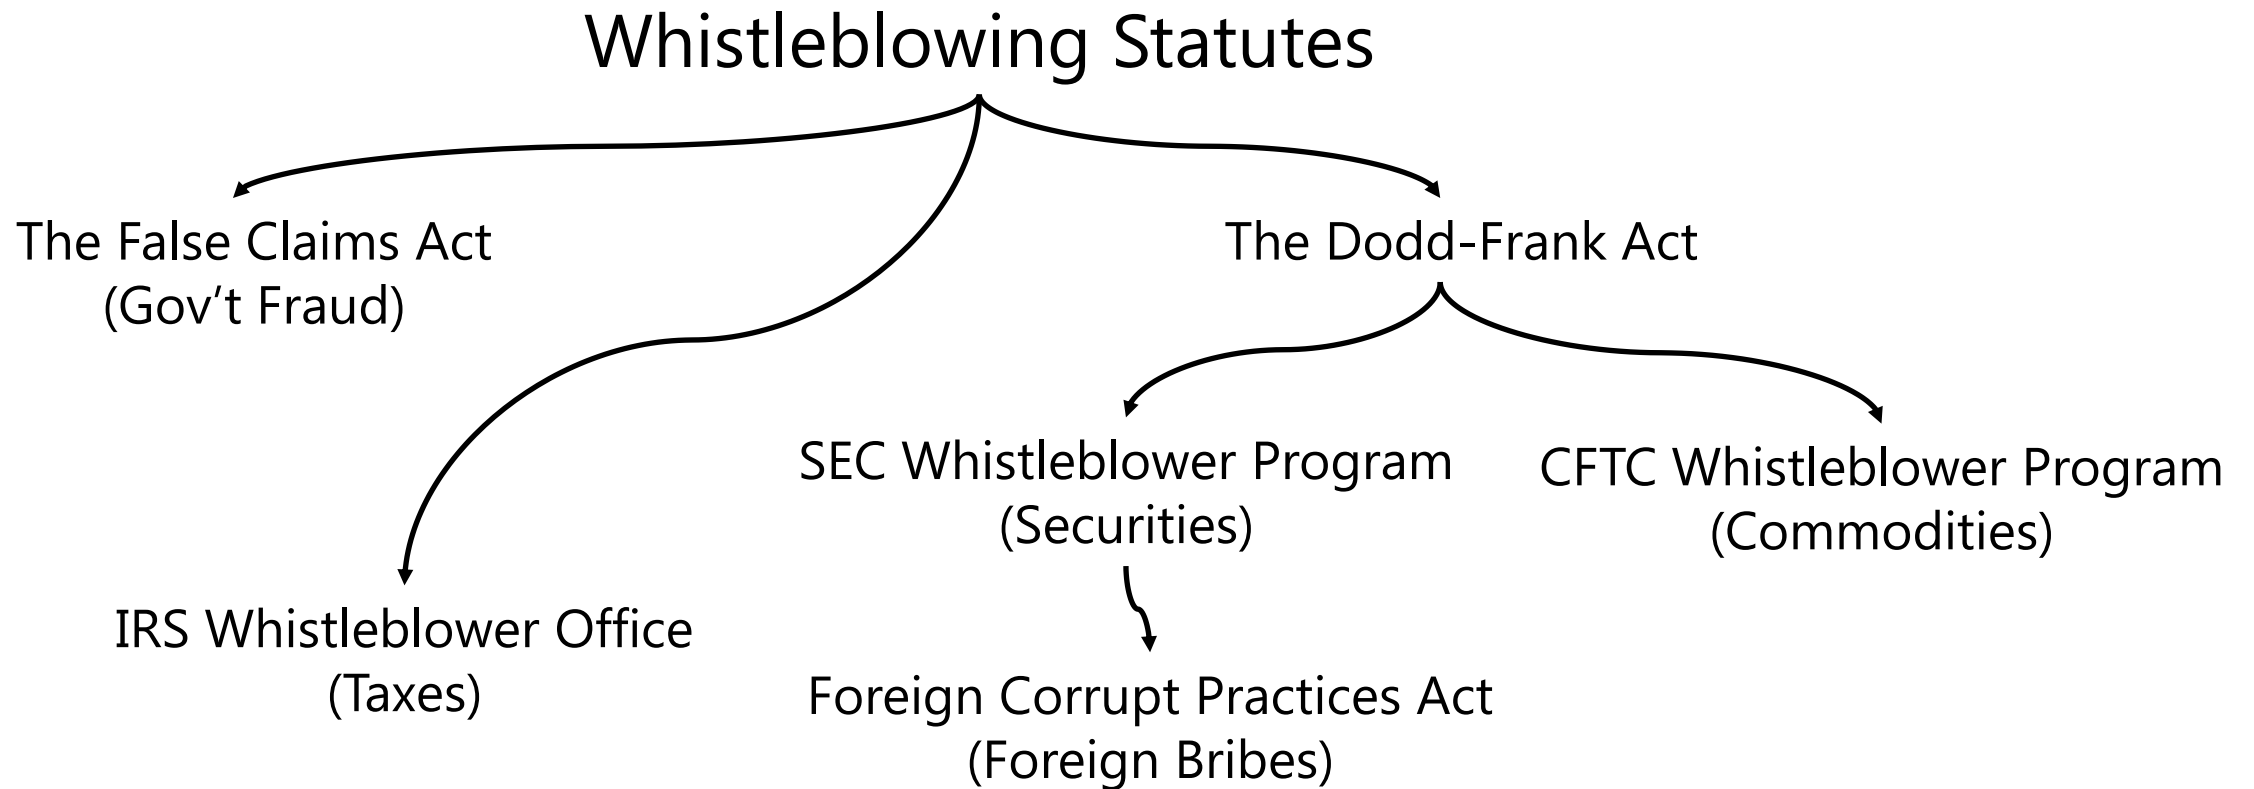 Whistleblowing Statutes
The False Claims Act
(Gov’t Fraud)
The Dodd-Frank Act
SEC Whistleblower Program
(Securities)
CFTC Whistleblower Program
(Commodities)
IRS Whistleblower Office
(Taxes)
Foreign Corrupt Practices Act
(Foreign Bribes)